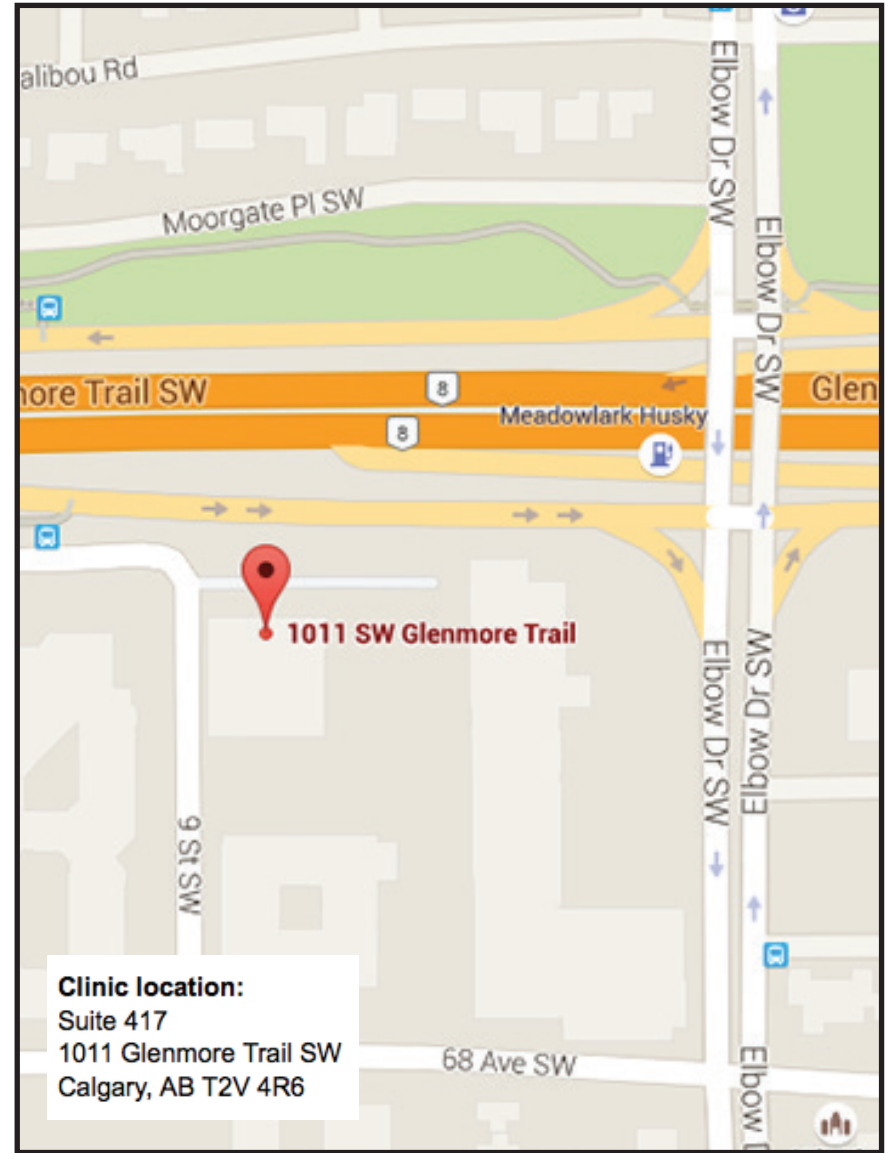 alibou Rd
Elbow Dr SW
Moorgate Pl SW
Elbow Dr SW
more Trail SW
8
Glen
8
Meadowlark Husky
1011 SW Glenmore Trail
Elbow Dr SW
Elbow Dr SW
9 St SW
Clinic location:
Suite 417
1011 Glenmore Trail SW
Calgary, AB T2V 4R6
68 Ave SW
Elbow D